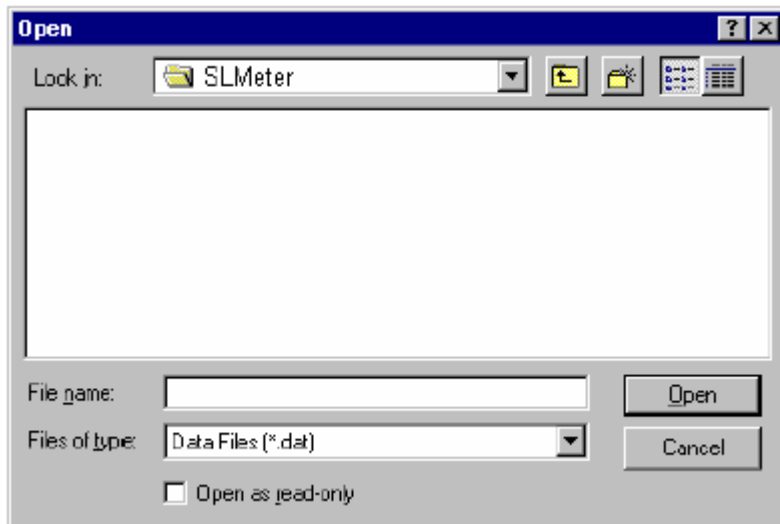 Open
Look in: SLMeter
File name: Open
Files of type: Data Files (*.dat) Cancel
Open as read-only